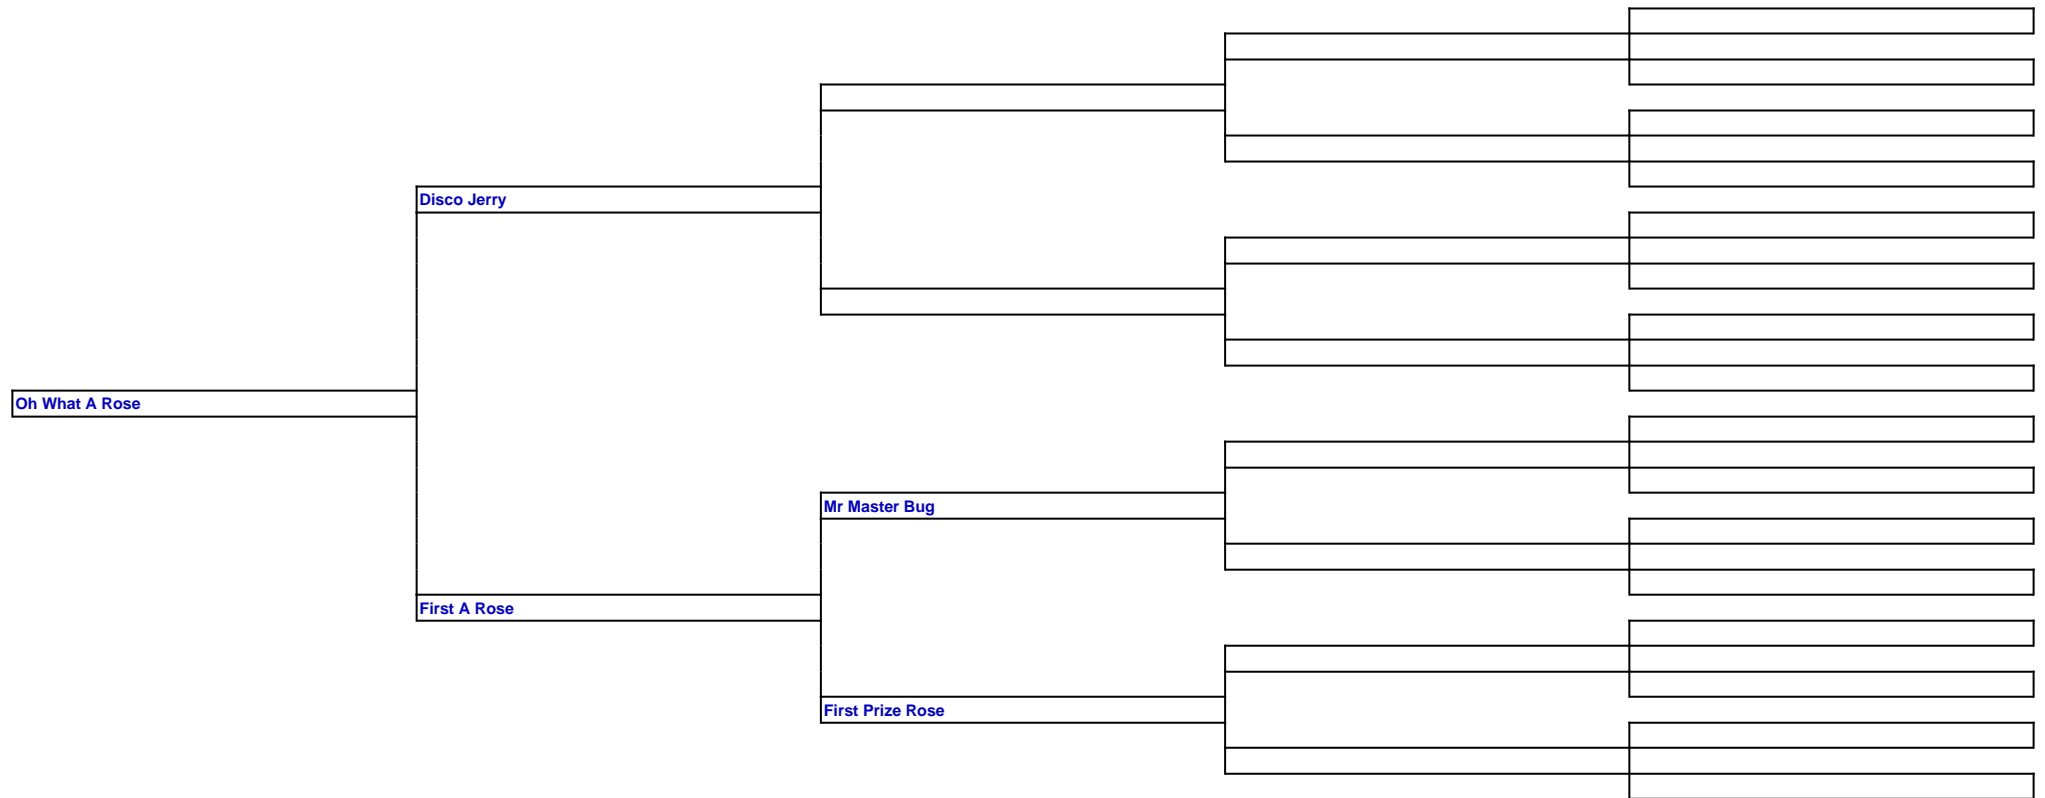 Disco Jerry
Oh What A Rose
Mr Master Bug
First A Rose
First Prize Rose